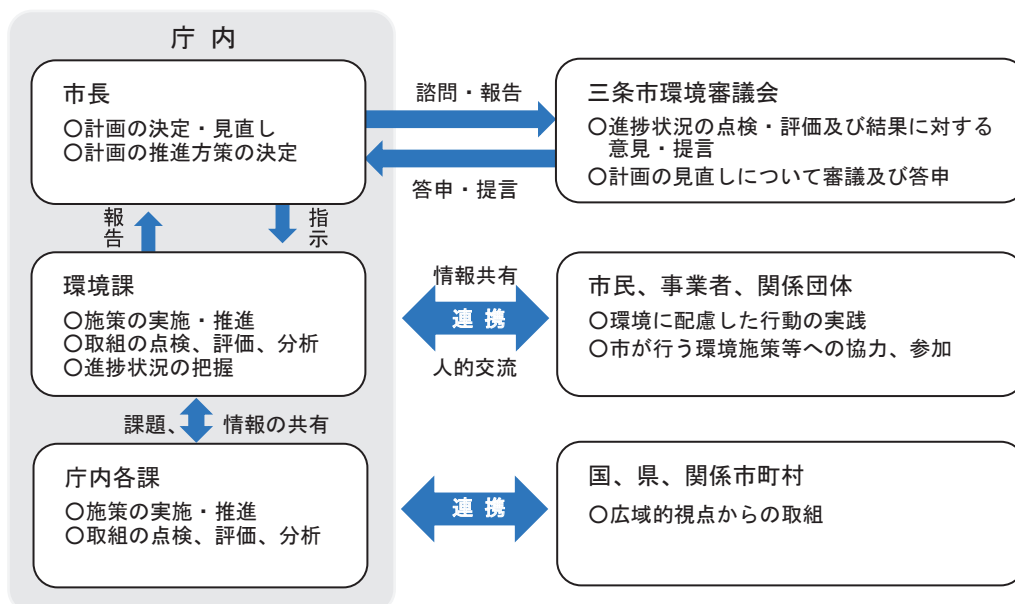 庁 内
市長
○計画の決定・見直し
○計画の推進方策の決定
諮問・報告
答申・提言
三条市環境審議会
○進捗状況の点検・評価及び結果に対する
意見・提言
○計画の見直しについて審議及び答申
報告
指示
環境課
○施策の実施・推進
○取組の点検、評価、分析
○進捗状況の把握
情報共有
連 携
人的交流
市民、事業者、関係団体
○環境に配慮した行動の実践
○市が行う環境施策等への協力、参加
課題、 情報の共有
庁内各課
○施策の実施・推進
○取組の点検、評価、分析
連 携
国、県、関係市町村
○広域的視点からの取組